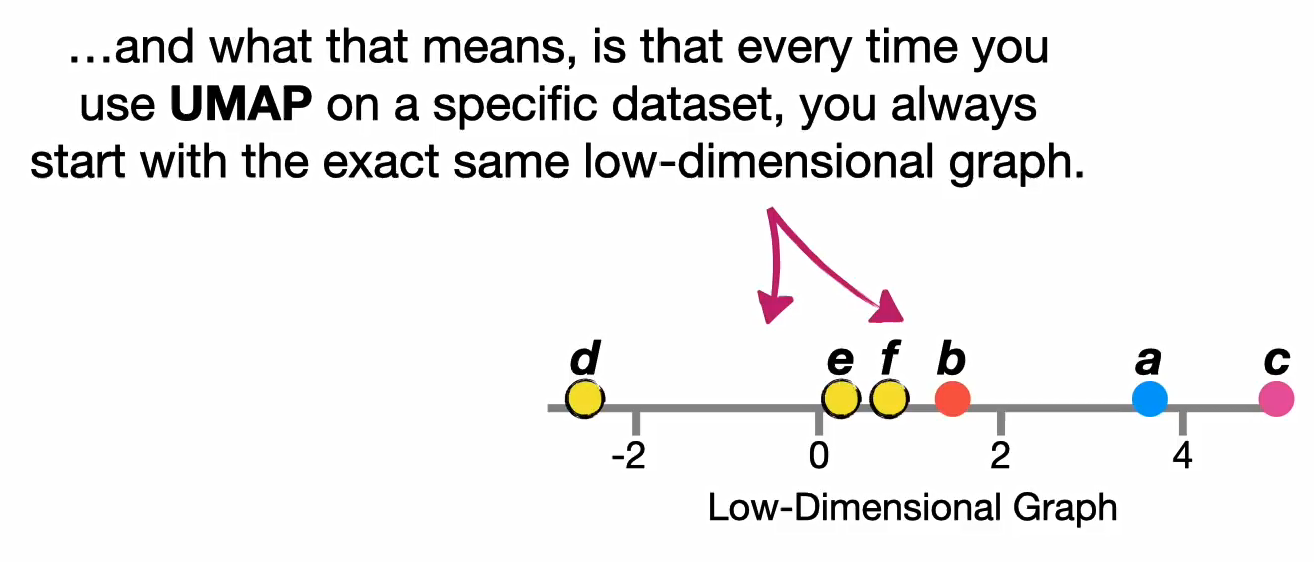 ...and what that means, is that every time you
use UMAP on a specific dataset, you always
start with the exact same low-dimensional graph.
d e f b a c
-2 0 2 4
Low-Dimensional Graph